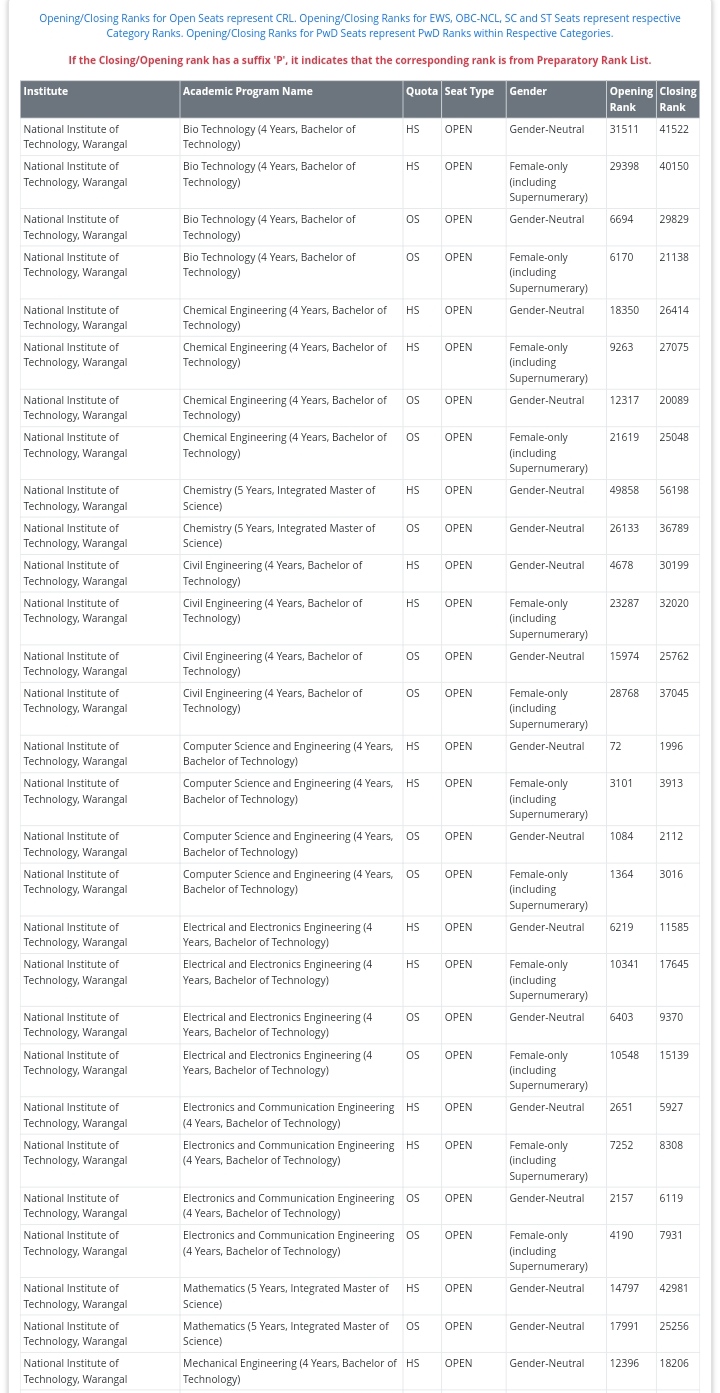 Opening/Closing Ranks for Open Seats represent CRL. Opening/Closing Ranks for EWS, OBC-NCL, SC and ST Seats represent respective
Category Ranks. Opening/Closing Ranks for PwD Seats represent PwD Ranks within Respective Categories.
If the Closing/Opening rank has a suffix 'P', it indicates that the corresponding rank is from Preparatory Rank List.
Institute Academic Program Name Quota Seat Type Gender Opening Closing
Rank Rank
National Institute of Bio Technology (4 Years, Bachelor of HS OPEN Gender-Neutral 31511 41522
Technology, Warangal Technology)
National Institute of Bio Technology (4 Years, Bachelor of HS OPEN Female-only 29398 40150
Technology, Warangal Technology) (including
Supernumerary)
National Institute of Bio Technology (4 Years, Bachelor of OS OPEN Gender-Neutral 6694 29829
Technology, Warangal Technology)
National Institute of Bio Technology (4 Years, Bachelor of OS OPEN Female-only 6170 21138
Technology, Warangal Technology) (including
Supernumerary)
National Institute of Chemical Engineering (4 Years, Bachelor of HS OPEN Gender-Neutral 18350 26414
Technology, Warangal Technology)
National Institute of Chemical Engineering (4 Years, Bachelor of HS OPEN Female-only 9263 27075
Technology, Warangal Technology) (including
Supernumerary)
National Institute of Chemical Engineering (4 Years, Bachelor of OS OPEN Gender-Neutral 12317 20089
Technology, Warangal Technology)
National Institute of Chemical Engineering (4 Years, Bachelor of OS OPEN Female-only 21619 25048
Technology, Warangal Technology) (including
Supernumerary)
National Institute of Chemistry (5 Years, Integrated Master of HS OPEN Gender-Neutral 49858 56198
Technology, Warangal Science)
National Institute of Chemistry (5 Years, Integrated Master of OS OPEN Gender-Neutral 26133 36789
Technology, Warangal Science)
National Institute of Civil Engineering (4 Years, Bachelor of HS OPEN Gender-Neutral 4678 30199
Technology, Warangal Technology)
National Institute of Civil Engineering (4 Years, Bachelor of HS OPEN Female-only 23287 32020
Technology, Warangal Technology) (including
Supernumerary)
National Institute of Civil Engineering (4 Years, Bachelor of OS OPEN Gender-Neutral 15974 25762
Technology, Warangal Technology)
National Institute of Civil Engineering (4 Years, Bachelor of OS OPEN Female-only 28768 37045
Technology, Warangal Technology) (including
Supernumerary)
National Institute of Computer Science and Engineering (4 Years, HS OPEN Gender-Neutral 72 1996
Technology, Warangal Bachelor of Technology)
National Institute of Computer Science and Engineering (4 Years, HS OPEN Female-only 3101 3913
Technology, Warangal Bachelor of Technology) (including
Supernumerary)
National Institute of Computer Science and Engineering (4 Years, OS OPEN Gender-Neutral 1084 2112
Technology, Warangal Bachelor of Technology)
National Institute of Computer Science and Engineering (4 Years, OS OPEN Female-only 1364 3016
Technology, Warangal Bachelor of Technology) (including
Supernumerary)
National Institute of Electrical and Electronics Engineering (4 HS OPEN Gender-Neutral 6219 11585
Technology, Warangal Years, Bachelor of Technology)
National Institute of Electrical and Electronics Engineering (4 HS OPEN Female-only 10341 17645
Technology, Warangal Years, Bachelor of Technology) (including
Supernumerary)
National Institute of Electrical and Electronics Engineering (4 OS OPEN Gender-Neutral 6403 9370
Technology, Warangal Years, Bachelor of Technology)
National Institute of Electrical and Electronics Engineering (4 OS OPEN Female-only 10548 15139
Technology, Warangal Years, Bachelor of Technology) (including
Supernumerary)
National Institute of Electronics and Communication Engineering HS OPEN Gender-Neutral 2651 5927
Technology, Warangal (4 Years, Bachelor of Technology)
National Institute of Electronics and Communication Engineering HS OPEN Female-only 7252 8308
Technology, Warangal (4 Years, Bachelor of Technology) (including
Supernumerary)
National Institute of Electronics and Communication Engineering OS OPEN Gender-Neutral 2157 6119
Technology, Warangal (4 Years, Bachelor of Technology)
National Institute of Electronics and Communication Engineering OS OPEN Female-only 4190 7931
Technology, Warangal (4 Years, Bachelor of Technology) (including
Supernumerary)
National Institute of Mathematics (5 Years, Integrated Master of HS OPEN Gender-Neutral 14797 42981
Technology, Warangal Science)
National Institute of Mathematics (5 Years, Integrated Master of OS OPEN Gender-Neutral 17991 25256
Technology, Warangal Science)
National Institute of Mechanical Engineering (4 Years, Bachelor of HS OPEN Gender-Neutral 12396 18206
Technology, Warangal Technology)